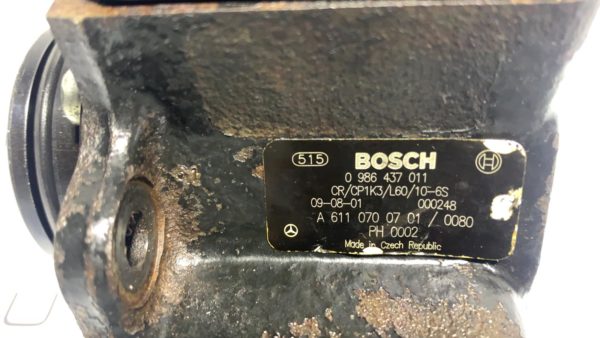 515 BOSCH
0 986 437 011
CR/CP1K3/L60/10-6S
09-08-01 000248
A 611 070 07 01 / 0080
PH 0002
Made in Czech Republic